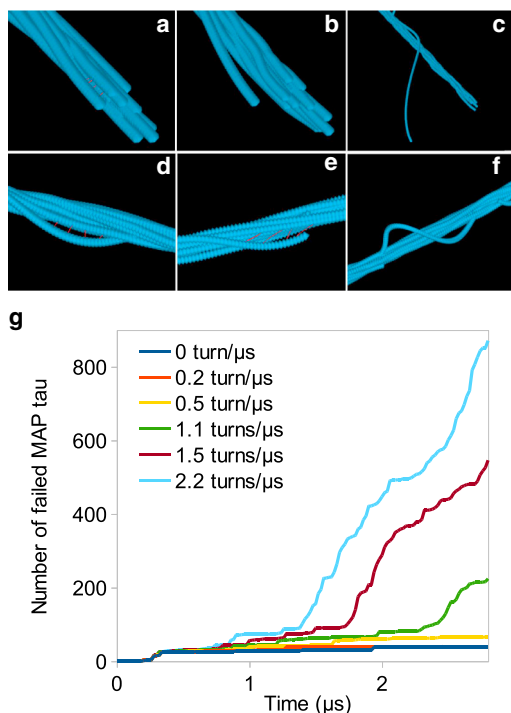 a
b
c
d
e
f
g
Number of failed MAP tau
800
600
400
200
0
0 turn/µs
0.2 turn/µs
0.5 turn/µs
1.1 turns/µs
1.5 turns/µs
2.2 turns/µs
0 1 2
Time (µs)